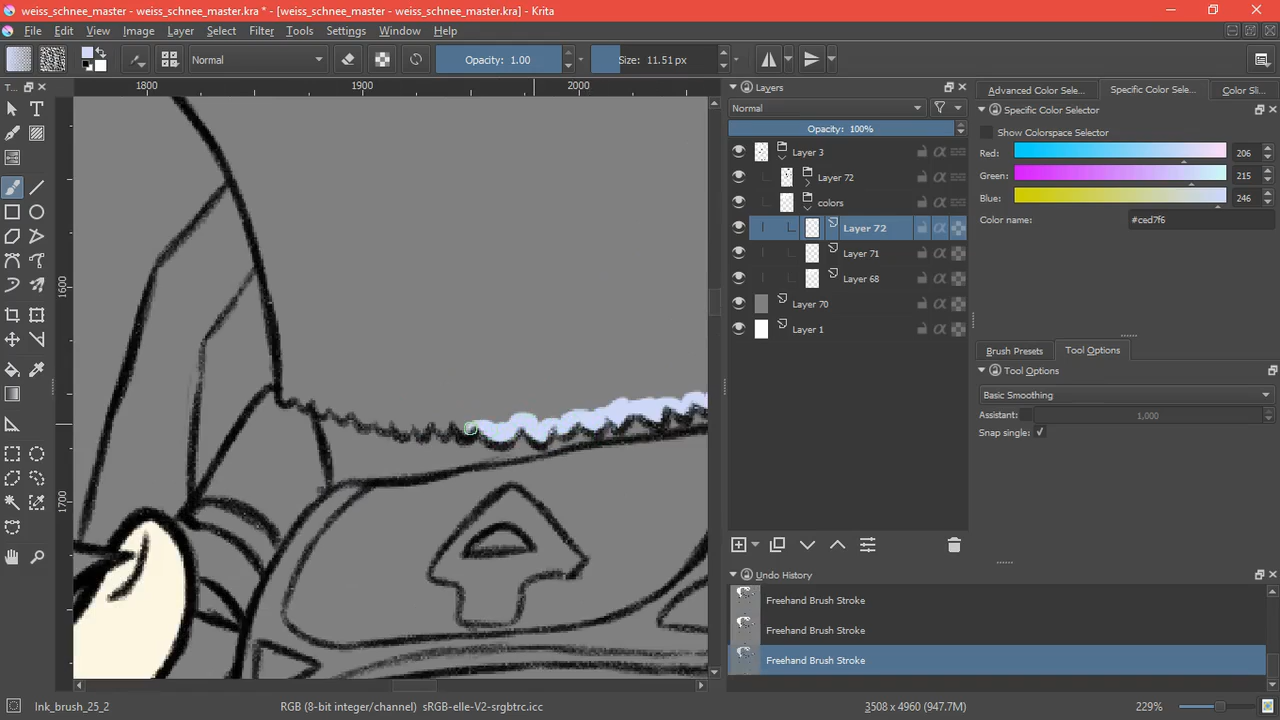 weiss_schnee_master - weiss_schnee_master.kra * - [weiss_schnee_master - weiss_schnee_master.kra] - Krita
File Edit View Image Layer Select Filter Tools Settings Window Help
Normal Opacity: 1.00 Size: 11.51 px
T...
1800 1900 2000
1600
1700
Layers
Normal
Opacity: 100%
Layer 3
Layer 72
colors
Layer 72
Layer 71
Layer 68
Layer 70
Layer 1
Undo History
Freehand Brush Stroke
Freehand Brush Stroke
Freehand Brush Stroke
Advanced Color Sele... Specific Color Sele... Color Sli...
Specific Color Selector
Show Colorspace Selector
Red: 206
Green: 215
Blue: 246
Color name: #ced7f6
Brush Presets Tool Options
Tool Options
Basic Smoothing
Assistant: 1,000
Snap single:
Ink_brush_25_2 RGB (8-bit integer/channel) sRGB-elle-V2-srgbtrc.icc 3508 x 4960 (947.7M) 229%